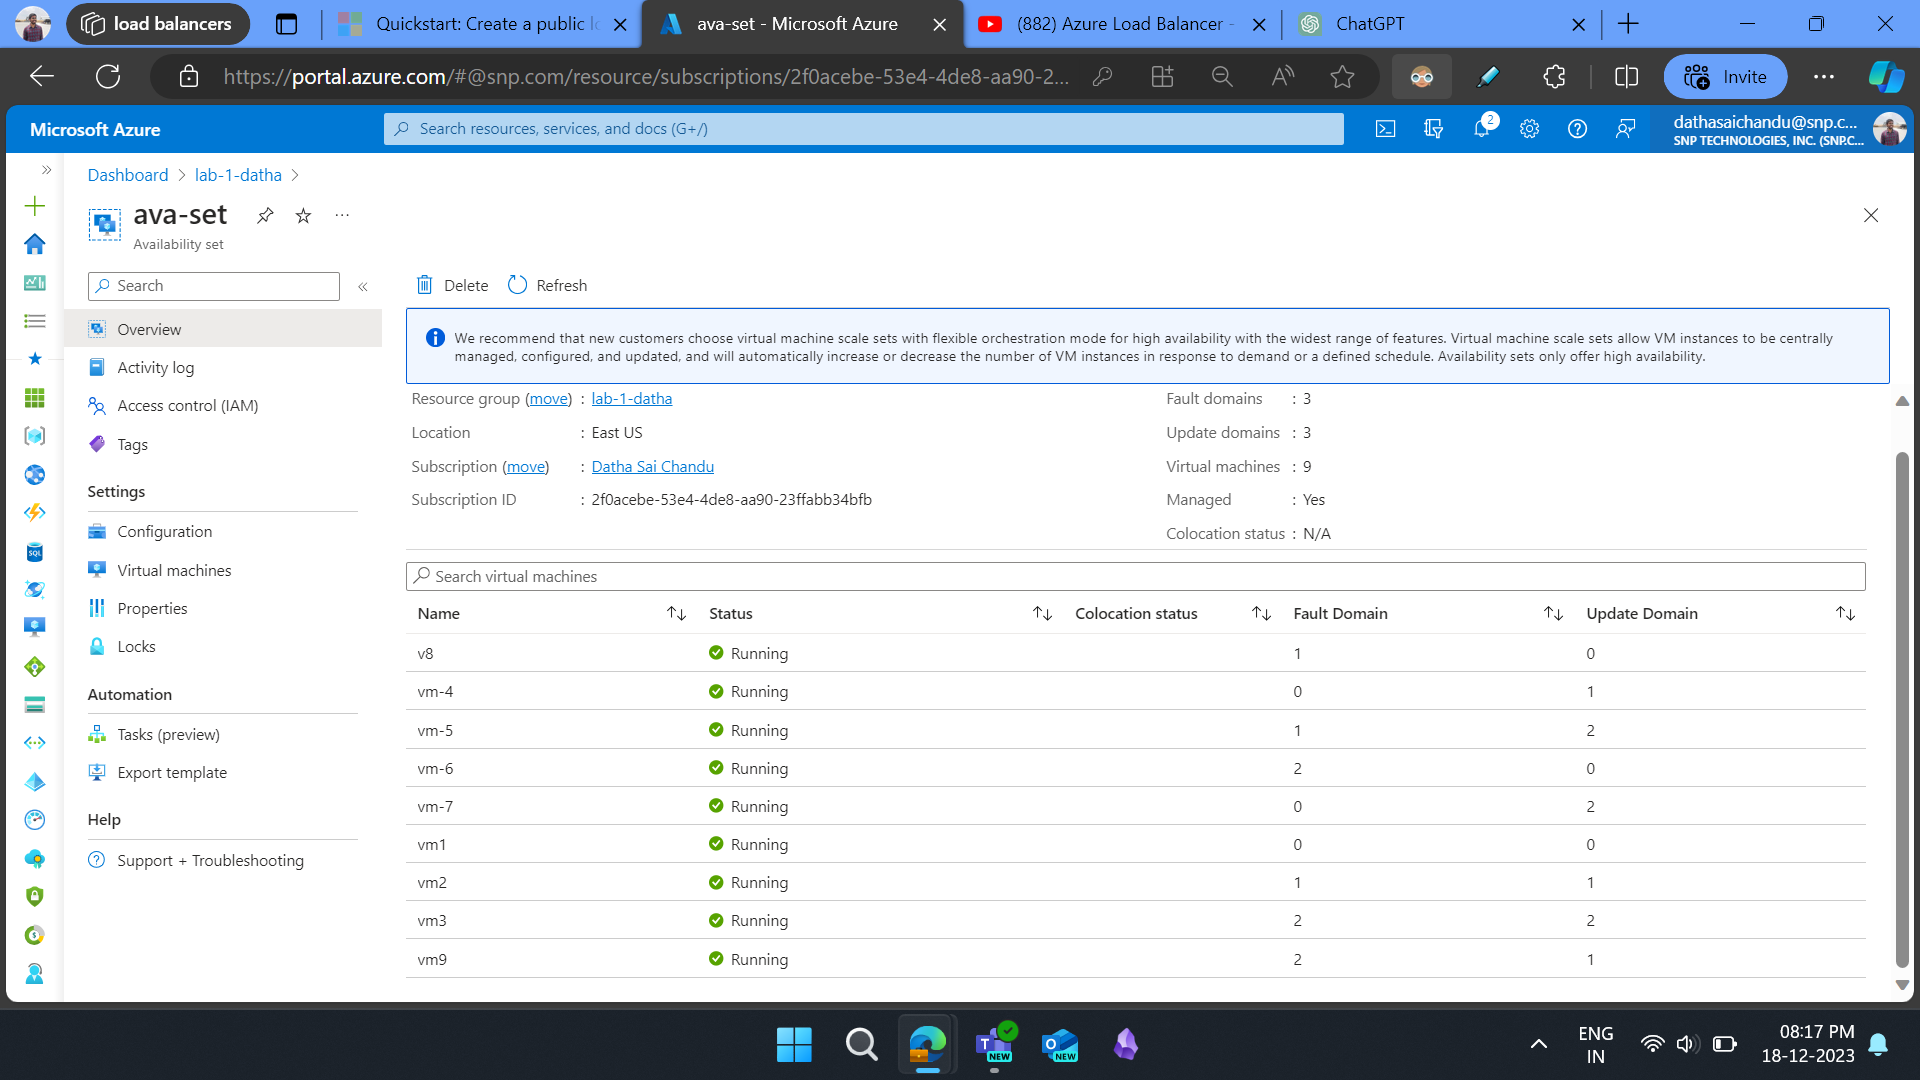 load balancers
Quickstart: Create a public lo
ava-set - Microsoft Azure
(882) Azure Load Balancer -
ChatGPT
https://portal.azure.com/#@snp.com/resource/subscriptions/2f0acebe-53e4-4de8-aa90-2...
Invite
Microsoft Azure
Search resources, services, and docs (G+/)
2
dathasaichandu@snp.c...
SNP TECHNOLOGIES, INC. (SNP.C...
Dashboard > lab-1-datha >
ava-set
Availability set
Search
Overview
Activity log
Access control (IAM)
Tags
Settings
Configuration
Virtual machines
Properties
Locks
Automation
Tasks (preview)
Export template
Help
Support + Troubleshooting
Delete Refresh
We recommend that new customers choose virtual machine scale sets with flexible orchestration mode for high availability with the widest range of features. Virtual machine scale sets allow VM instances to be centrally
managed, configured, and updated, and will automatically increase or decrease the number of VM instances in response to demand or a defined schedule. Availability sets only offer high availability.
Resource group (move) : lab-1-datha
Location : East US
Subscription (move) : Datha Sai Chandu
Subscription ID : 2f0acebe-53e4-4de8-aa90-23ffabb34bfb
Fault domains : 3
Update domains : 3
Virtual machines : 9
Managed : Yes
Colocation status : N/A
Search virtual machines
Name Status Colocation status Fault Domain Update Domain
v8 Running 1 0
vm-4 Running 0 1
vm-5 Running 1 2
vm-6 Running 2 0
vm-7 Running 0 2
vm1 Running 0 0
vm2 Running 1 1
vm3 Running 2 2
vm9 Running 2 1
SQL
NEW
NEW
ENG
IN
08:17 PM
18-12-2023